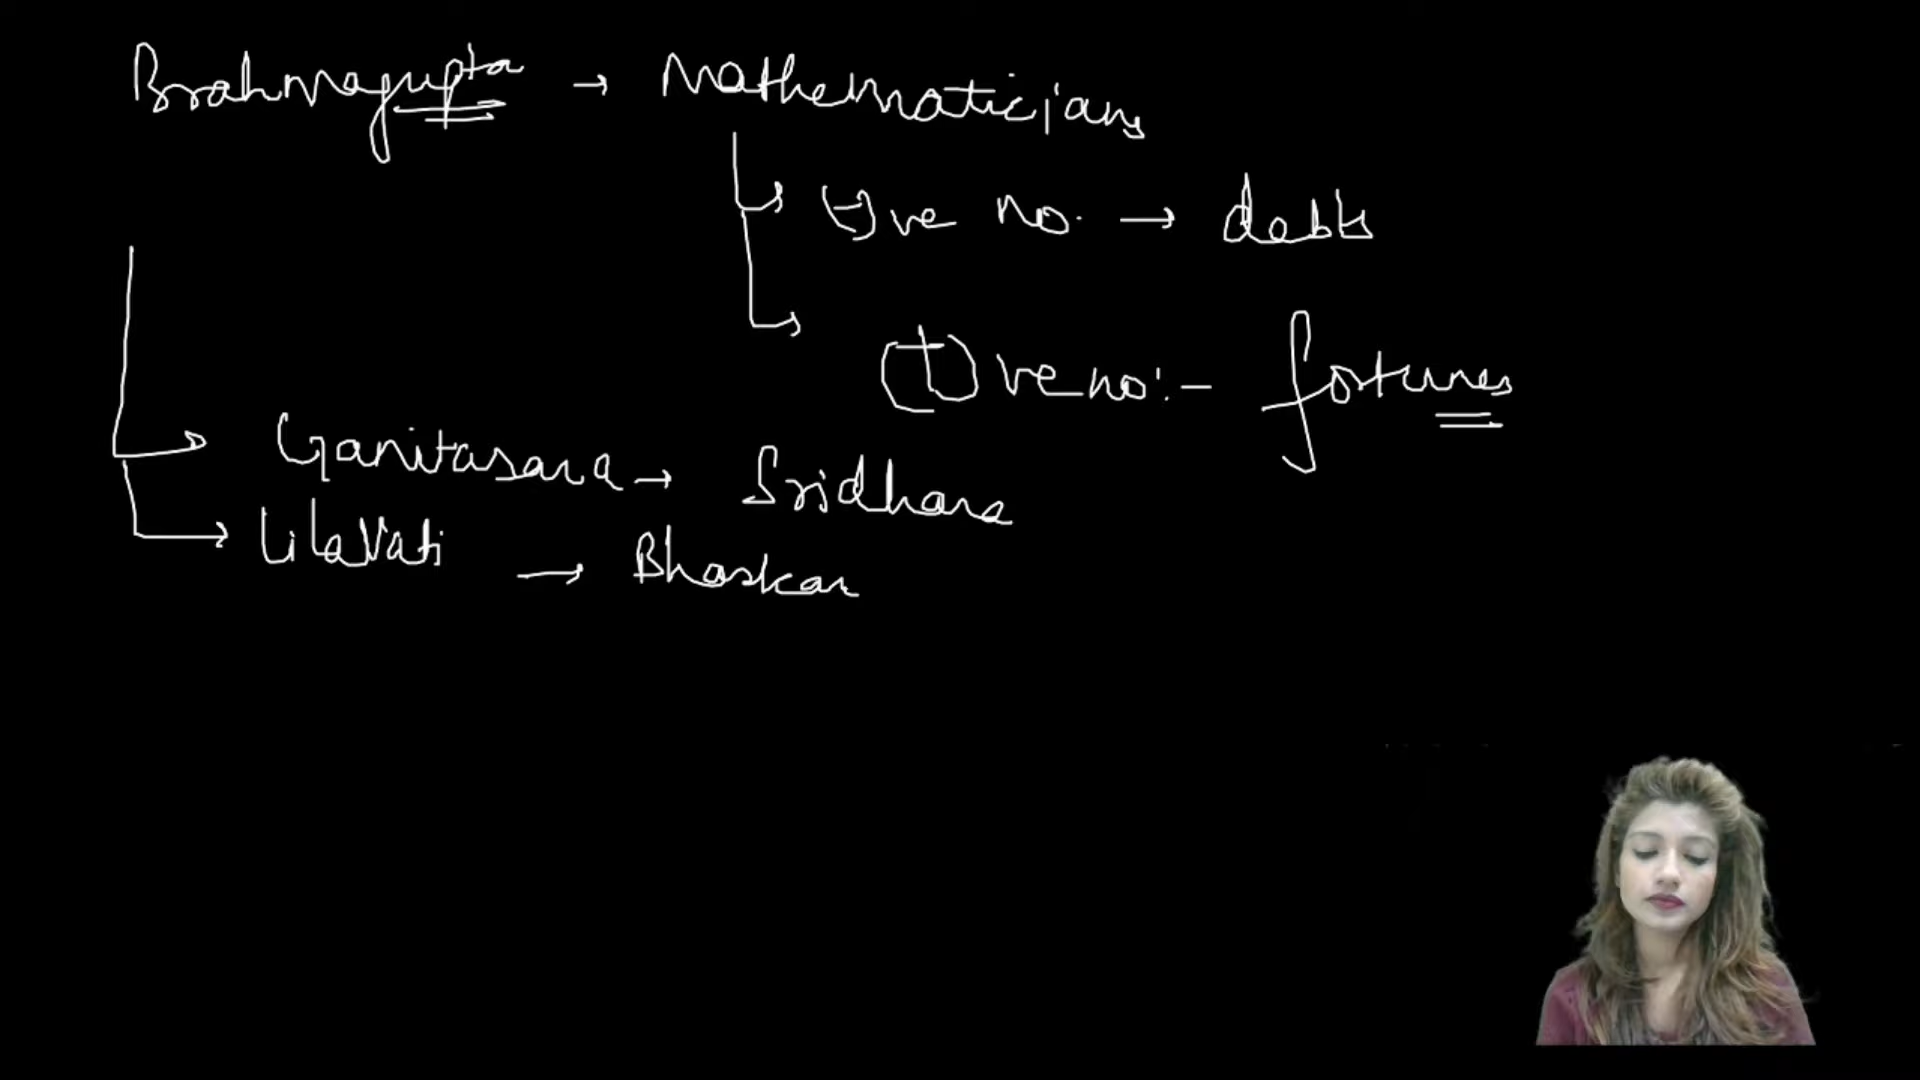 Brahmagupta → Mathematicians
(-)ve no. → debts
(+)ve no:- fortunes
Ganitasara → Sridhara
Lilavati → Bhaskar